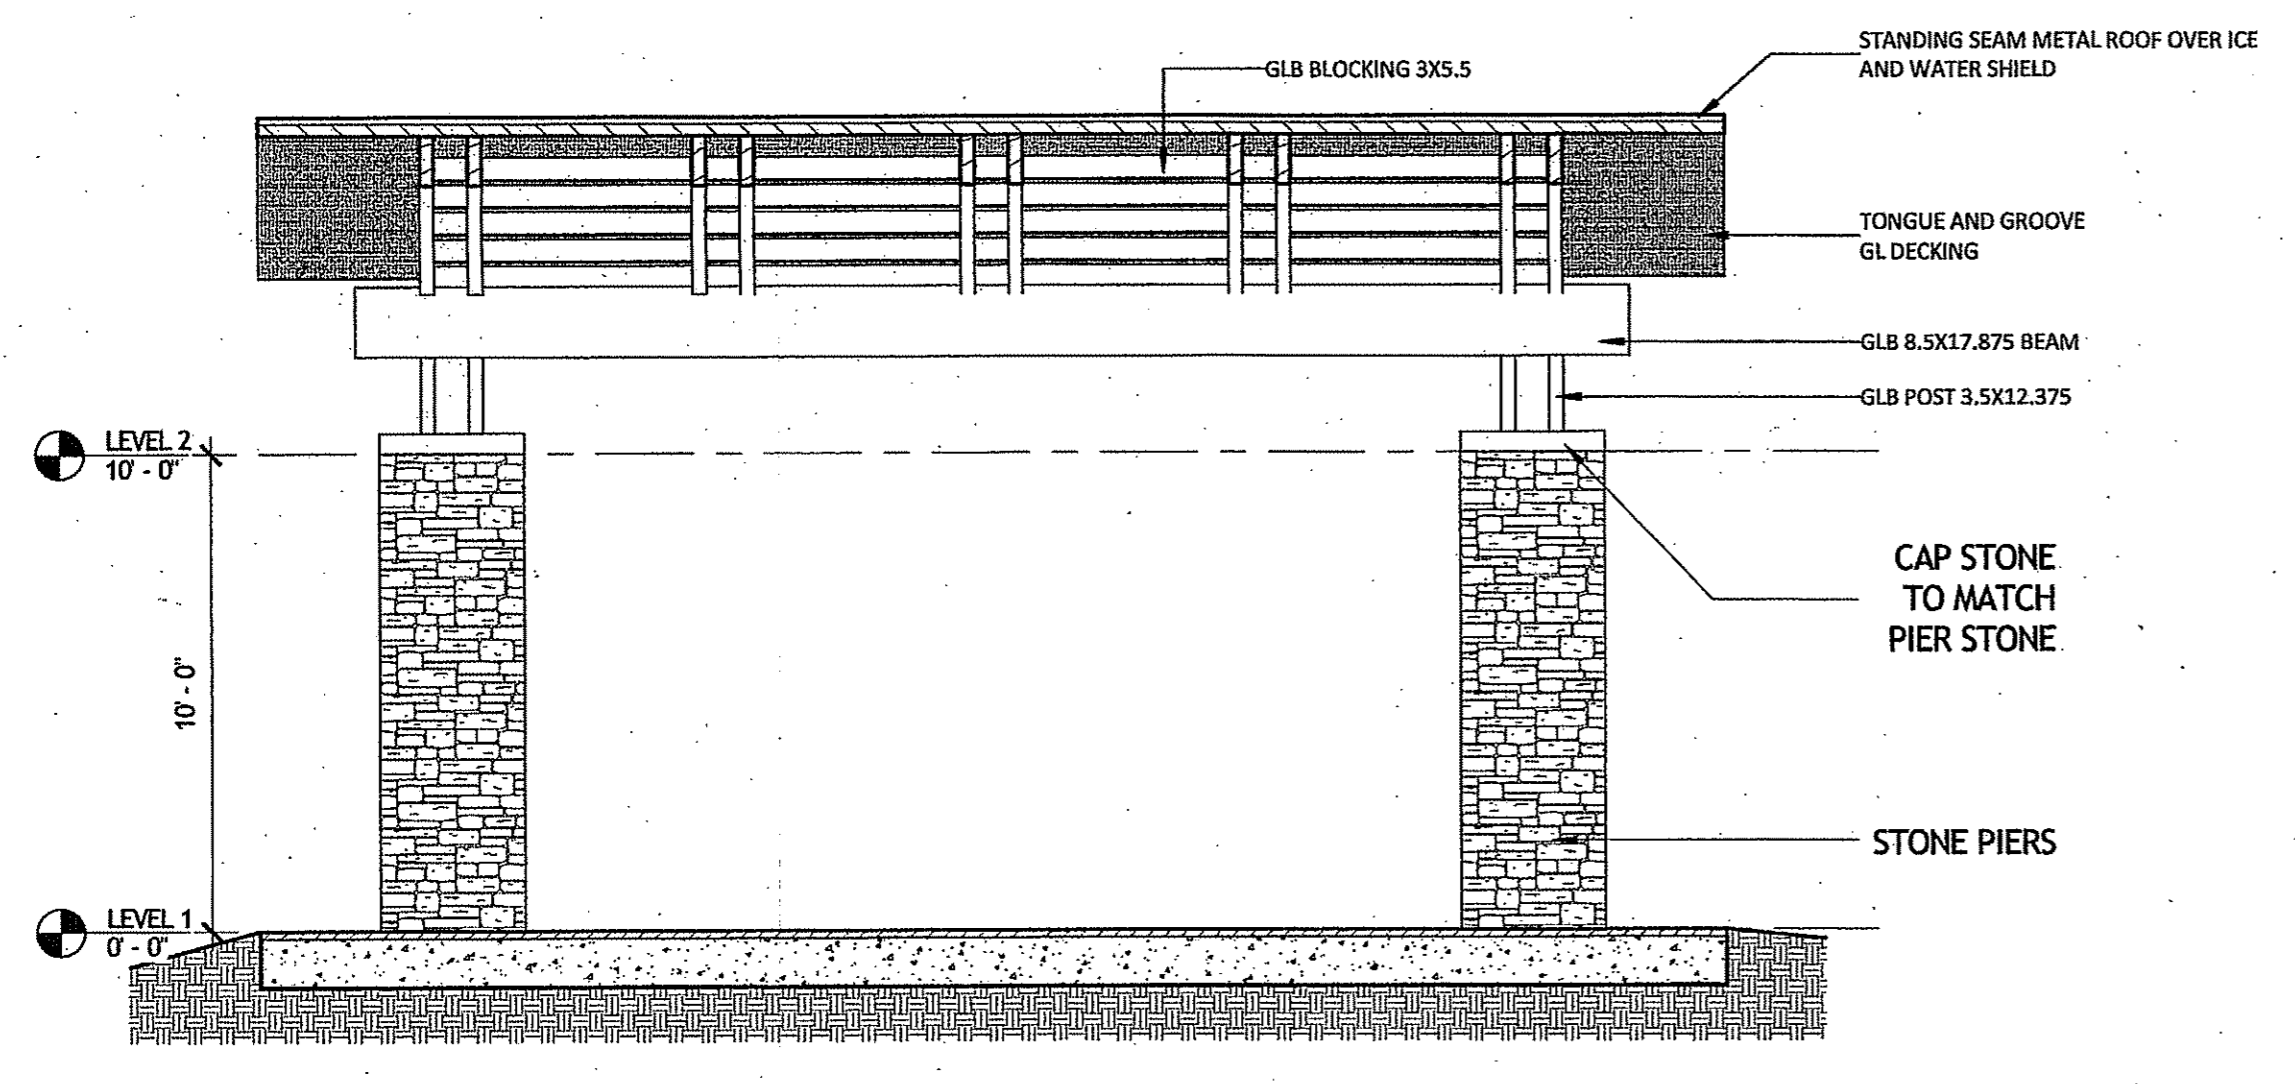 GLB BLOCKING 3X5.5
STANDING SEAM METAL ROOF OVER ICE
AND WATER SHIELD
TONGUE AND GROOVE
GL DECKING
GLB 8.5X17.875 BEAM
GLB POST 3.5X12.375
LEVEL 2
10' - 0"
CAP STONE
TO MATCH
PIER STONE
10' - 0"
STONE PIERS
LEVEL 1
0' - 0"